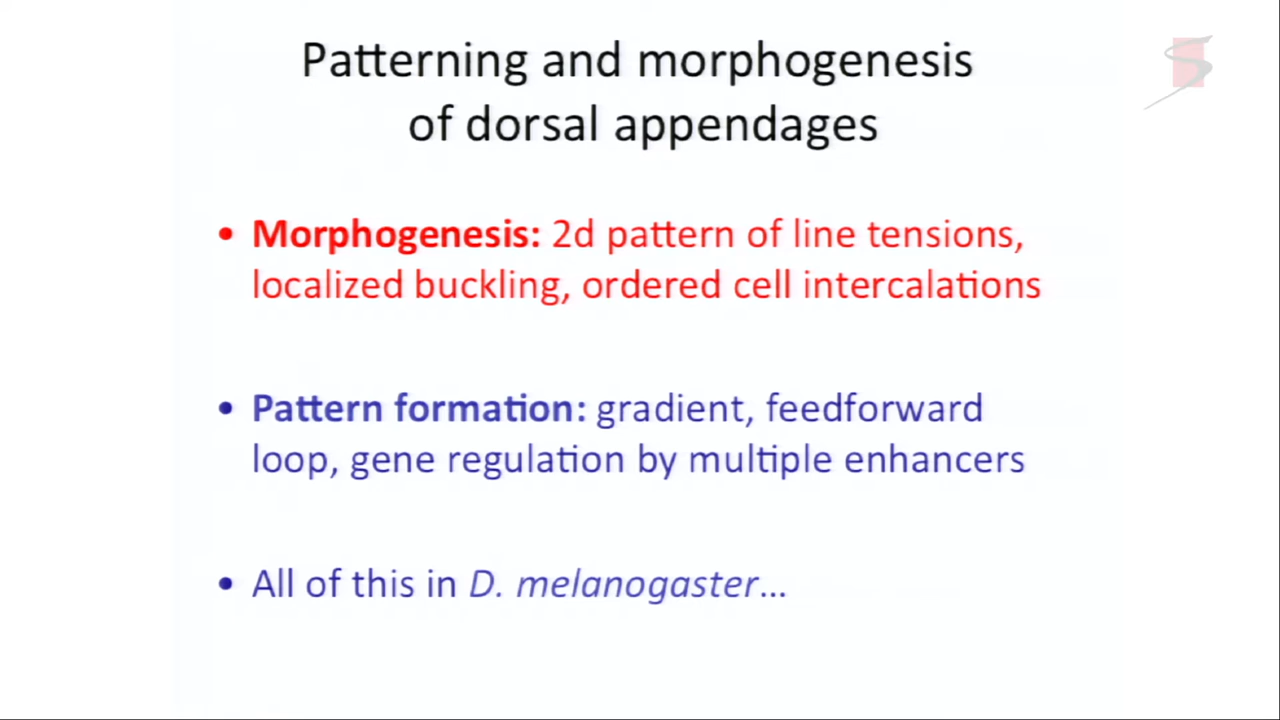 Patterning and morphogenesis
of dorsal appendages
• Morphogenesis: 2d pattern of line tensions,
localized buckling, ordered cell intercalations
• Pattern formation: gradient, feedforward
loop, gene regulation by multiple enhancers
• All of this in D. melanogaster...